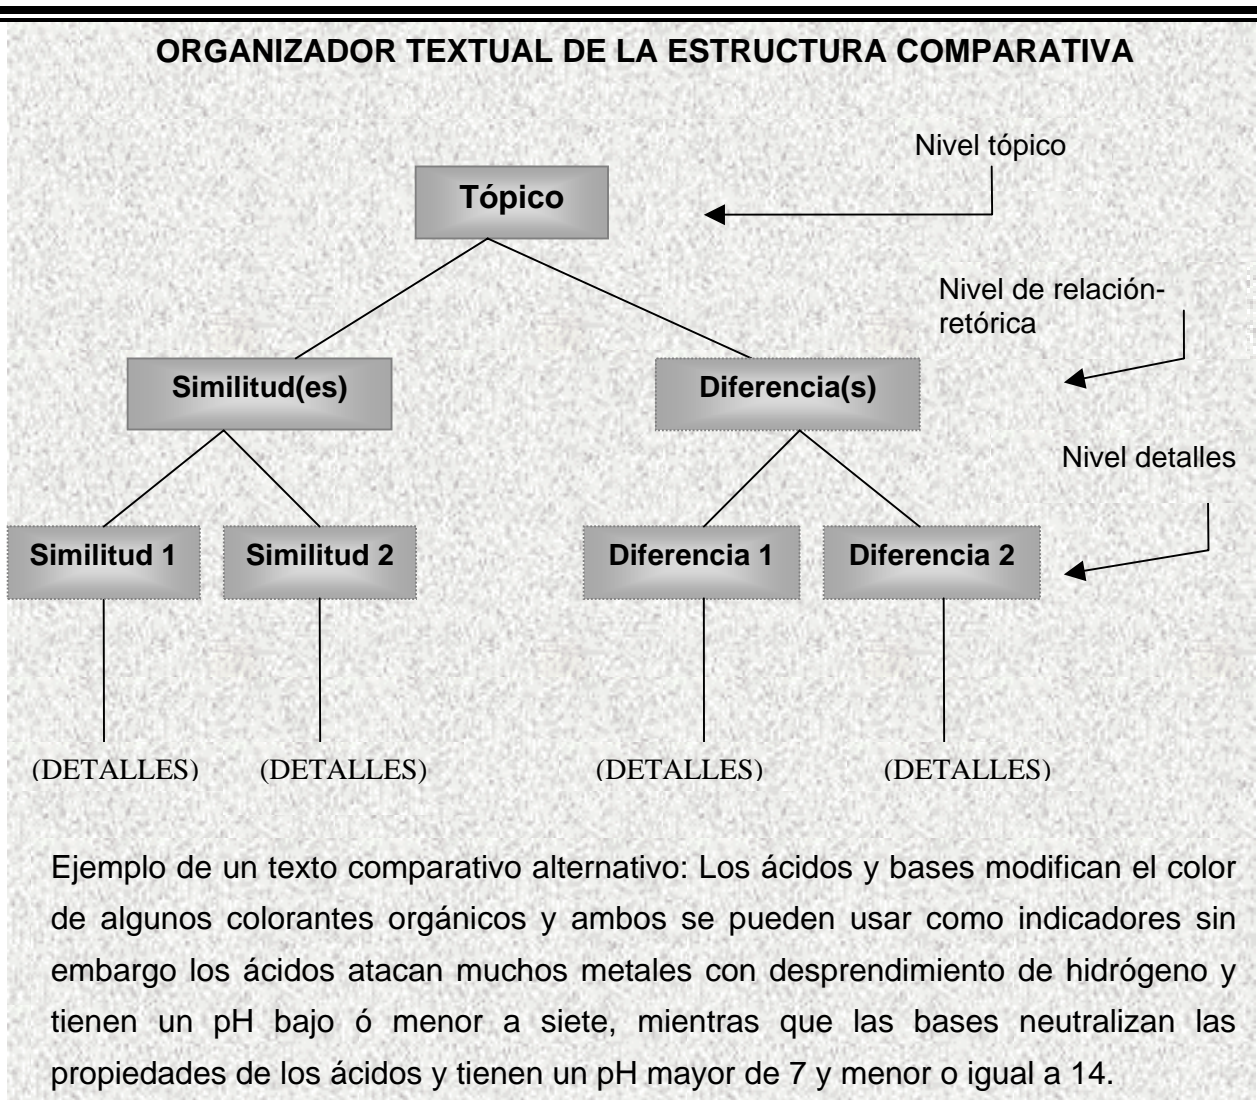 ORGANIZADOR TEXTUAL DE LA ESTRUCTURA COMPARATIVA
Nivel tópico
Tópico
Nivel de relación-
retórica
Similitud(es)
Diferencia(s)
Nivel detalles
Similitud 1
Similitud 2
Diferencia 1
Diferencia 2
(DETALLES)
(DETALLES)
(DETALLES)
(DETALLES)
Ejemplo de un texto comparativo alternativo: Los ácidos y bases modifican el color
de algunos colorantes orgánicos y ambos se pueden usar como indicadores sin
embargo los ácidos atacan muchos metales con desprendimiento de hidrógeno y
tienen un pH bajo ó menor a siete, mientras que las bases neutralizan las
propiedades de los ácidos y tienen un pH mayor de 7 y menor o igual a 14.